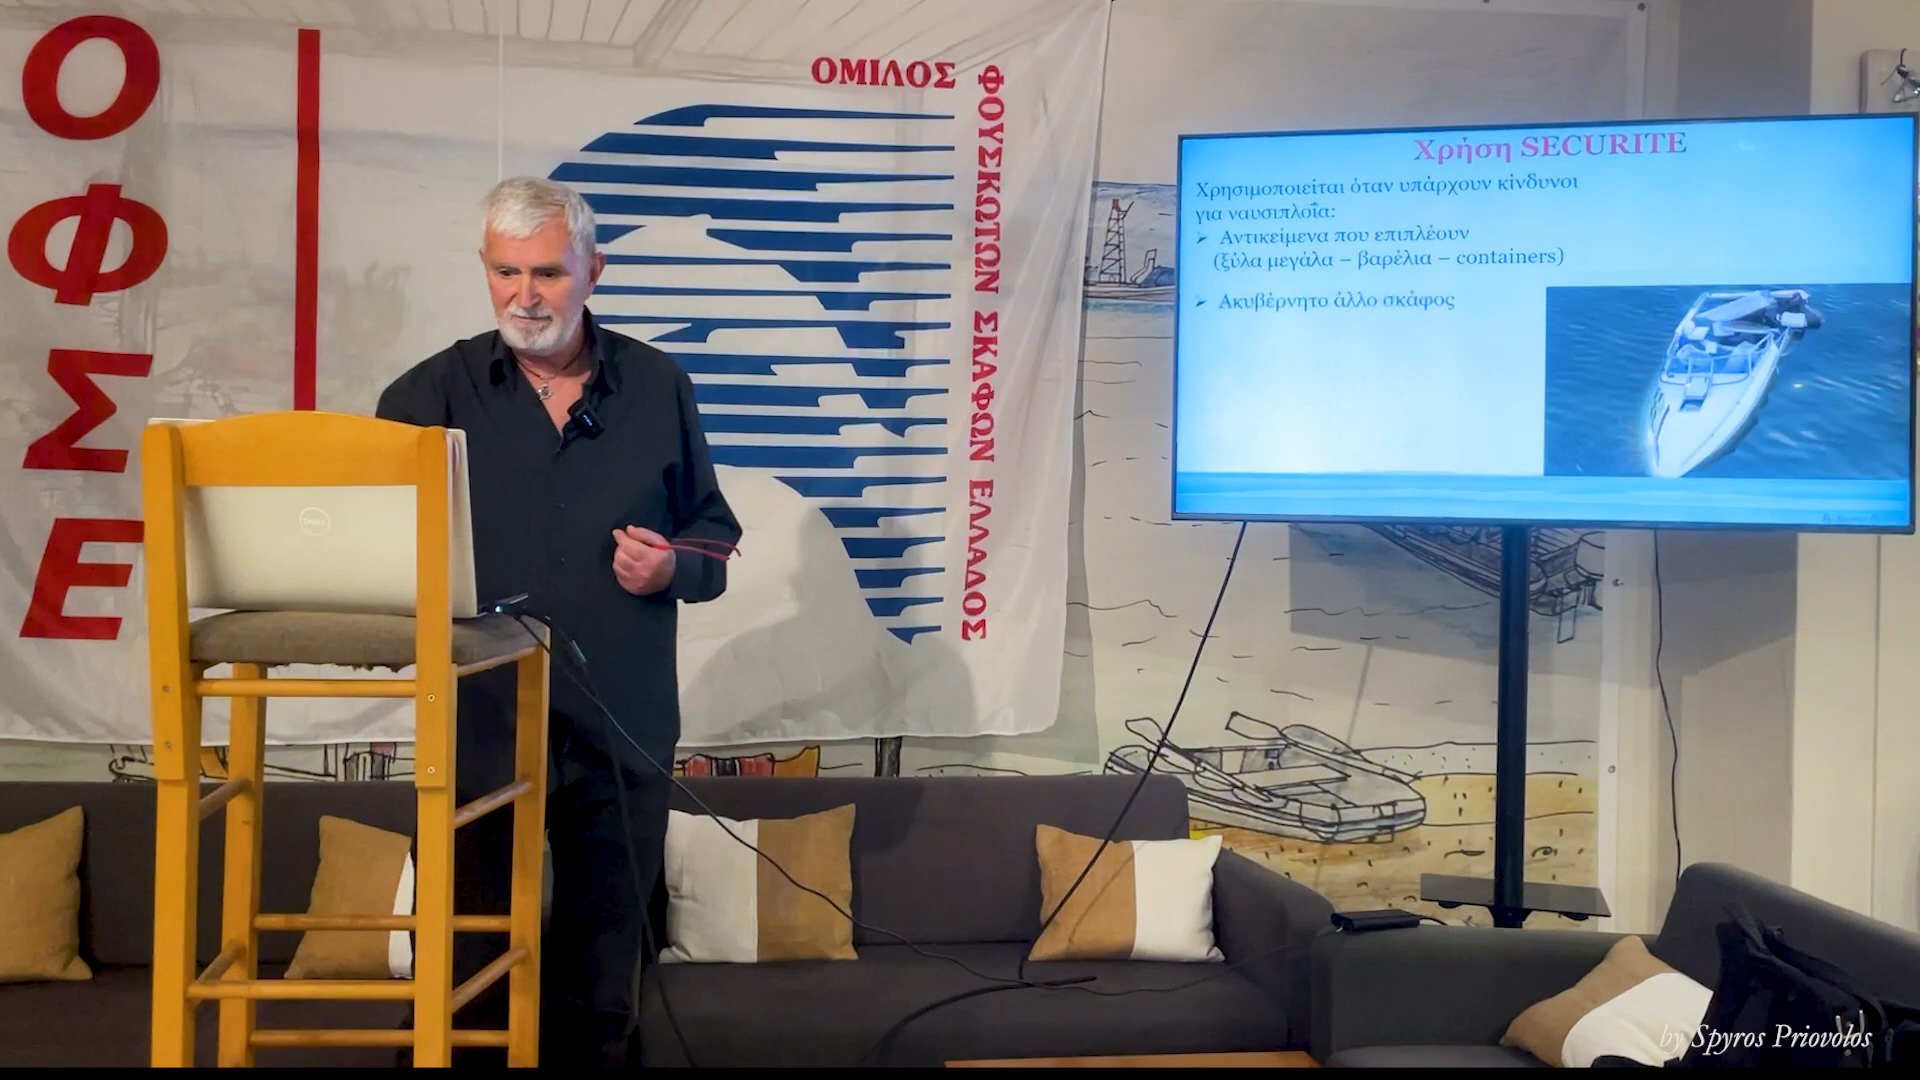 ΟΦΣΕ
ΟΜΙΛΟΣ
ΦΟΥΣΚΩΤΩΝ ΣΚΑΦΩΝ ΕΛΛΑΔΟΣ
Χρήση SECURITE
Χρησιμοποιείται όταν υπάρχουν κίνδυνοι
για ναυσιπλοΐα:
➢ Αντικείμενα που επιπλέουν
(ξύλα μεγάλα – βαρέλια – containers)
➢ Ακυβέρνητο άλλο σκάφος
DELL
by Spyros Priovolos